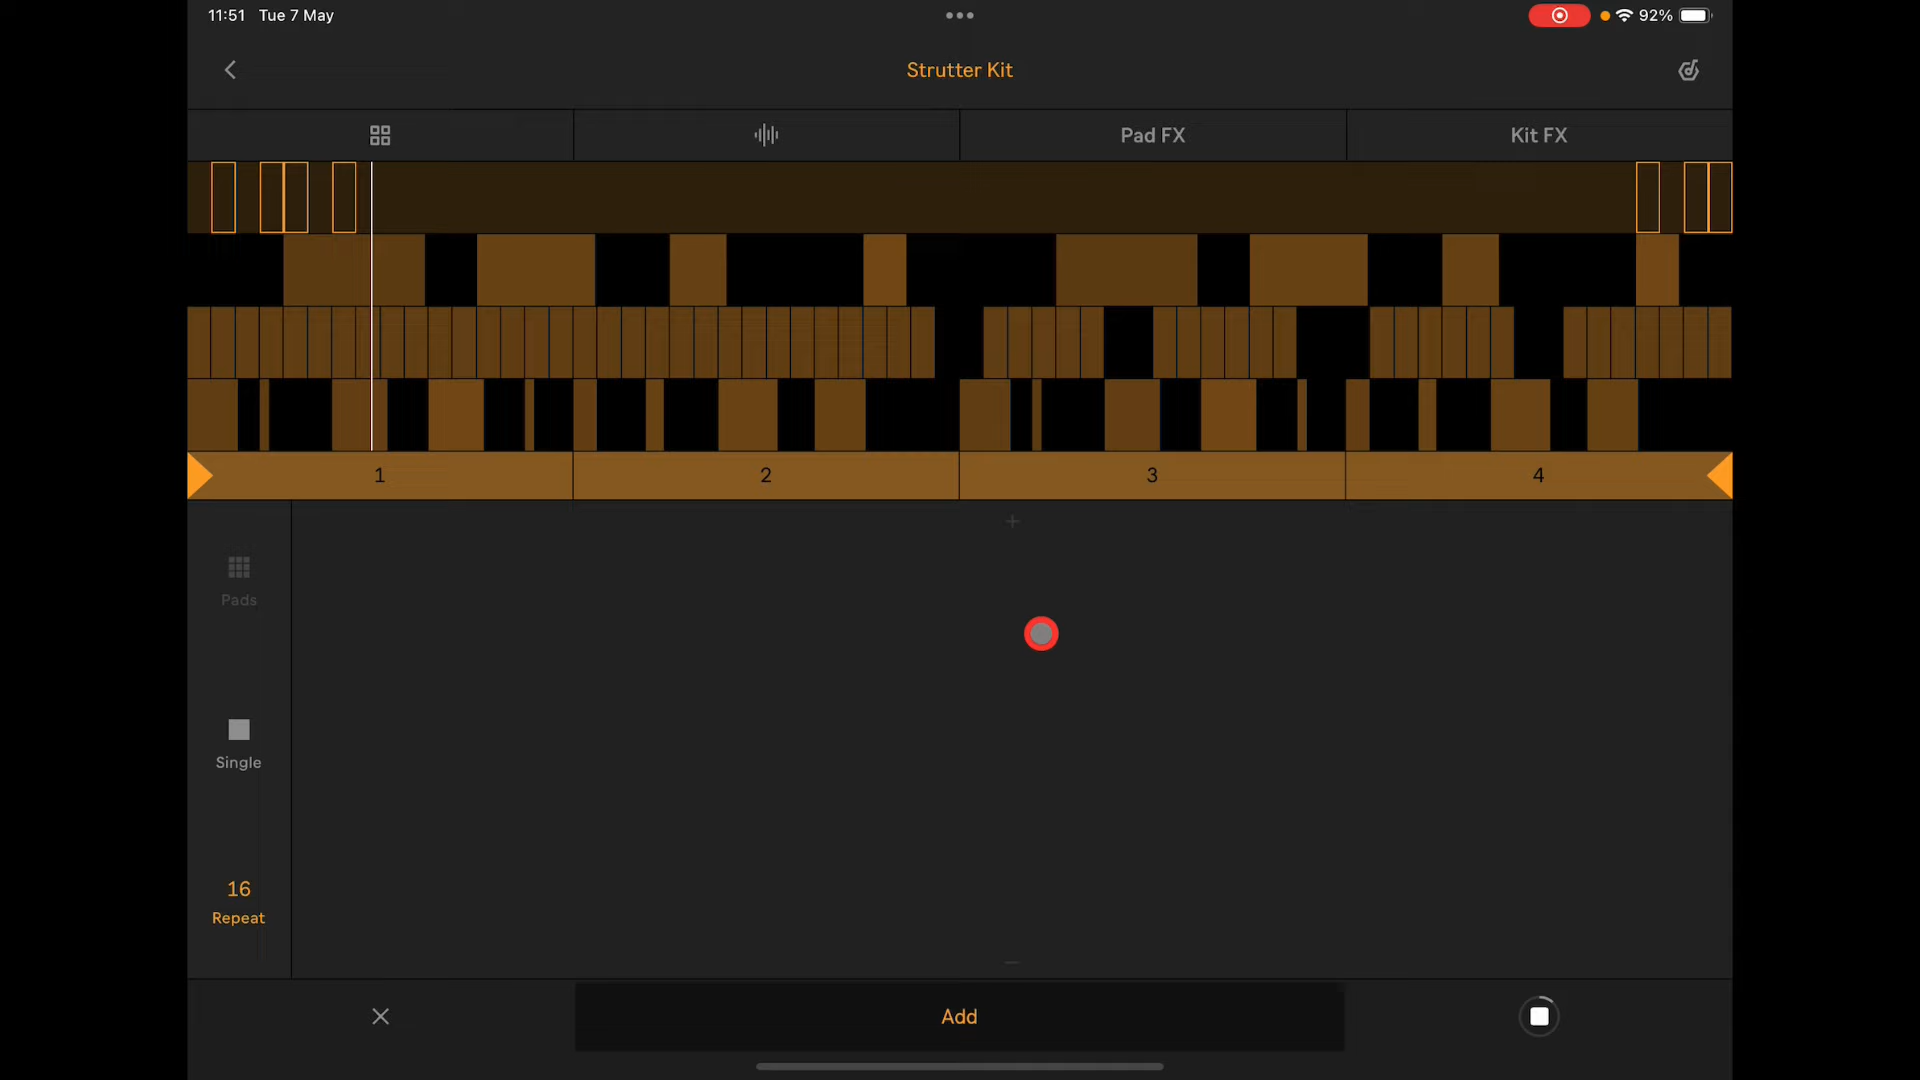 11:51 Tue 7 May
92%
Strutter Kit
Pad FX
Kit FX
1 2 3 4
Pads
Single
16
Repeat
Add